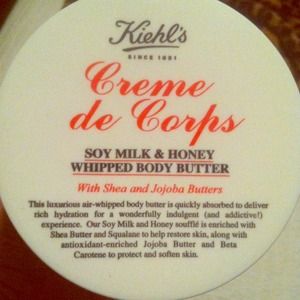 Kiehl's
SINCE 1851
Creme
de Corps
SOY MILK & HONEY
WHIPPED BODY BUTTER
With Shea and Jojoba Butters
This luxurious air-whipped body butter is quickly absorbed to deliver
rich hydration for a wonderfully indulgent (and addictive!)
experience. Our Soy Milk and Honey soufflé is enriched with
Shea Butter and Squalane to help restore skin, along with
antioxidant-enriched Jojoba Butter and Beta
Carotene to protect and soften skin.